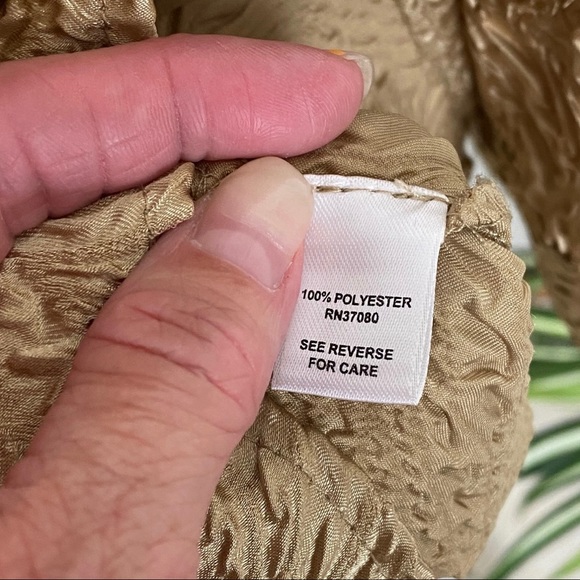 100% POLYESTER
RN37080
SEE REVERSE
FOR CARE